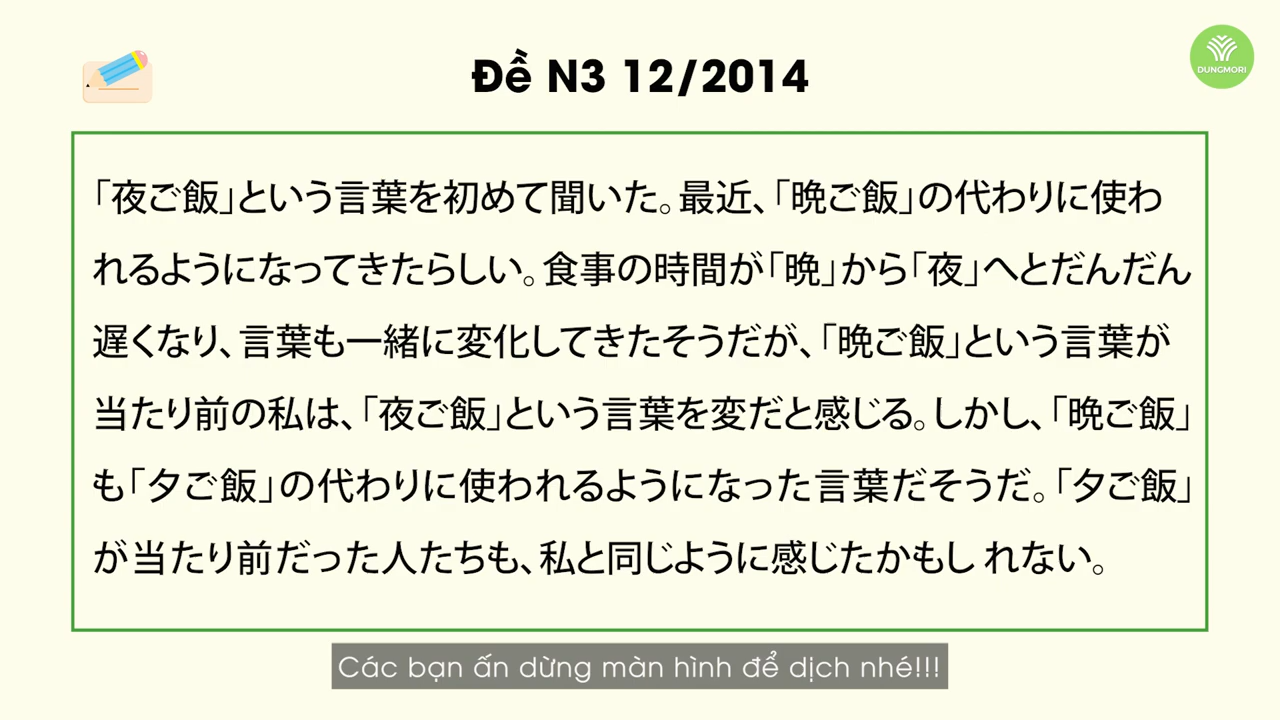 Đề N3 12/2014
DUNGMORI
「夜ご飯」という言葉を初めて聞いた。最近、「晩ご飯」の代わりに使わ
れるようになってきたらしい。食事の時間が「晩」から「夜」へとだんだん
遅くなり、言葉も一緒に変化してきたそうだが、「晩ご飯」という言葉が
当たり前の私は、「夜ご飯」という言葉を変だと感じる。しかし、「晩ご飯」
も「夕ご飯」の代わりに使われるようになった言葉だそうだ。「夕ご飯」
が当たり前だった人たちも、私と同じように感じたかもし れない。
Các bạn ấn dừng màn hình để dịch nhé!!!